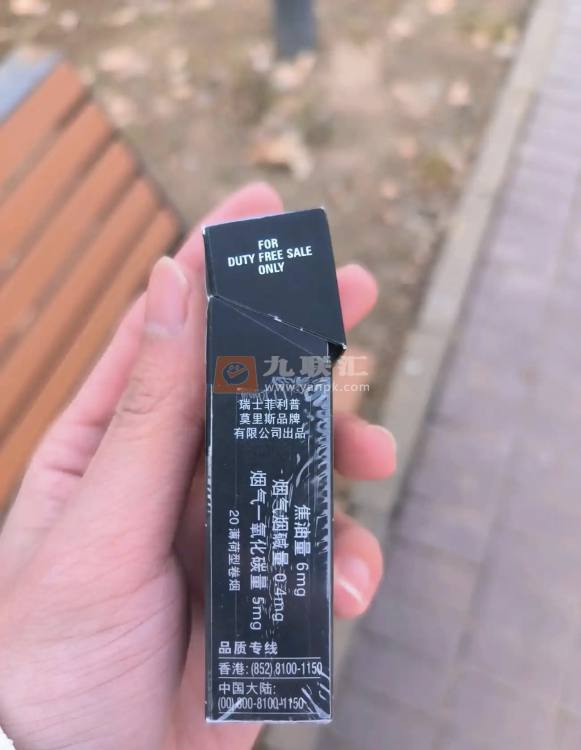 FOR
DUTY FREE SALE
ONLY
九联汇
www.yanpk.com
瑞士菲利普
莫里斯品牌
有限公司出品
焦油量 6mg
烟气烟碱量 0.4mg
烟气一氧化碳量 5mg
20 薄荷型卷烟
品质专线
香港: (852) 8100-1150
中国大陆:
(00) 800-8100-1150